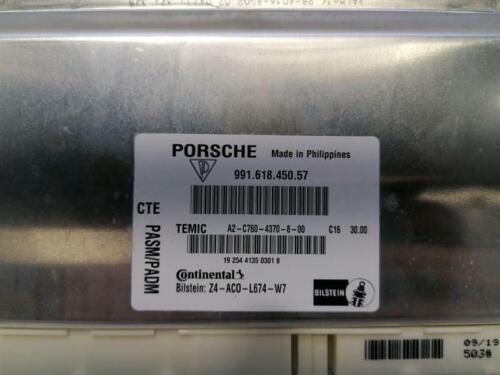 PORSCHE Made in Philippines
991.618.450.57
CTE
PASM/PADM
TEMIC A2-C760-4370-8-00 C16 30.00
19 254 4135 0301 8
Continental
Bilstein: Z4-ACO-L674-W7
BILSTEIN
09/19
503#